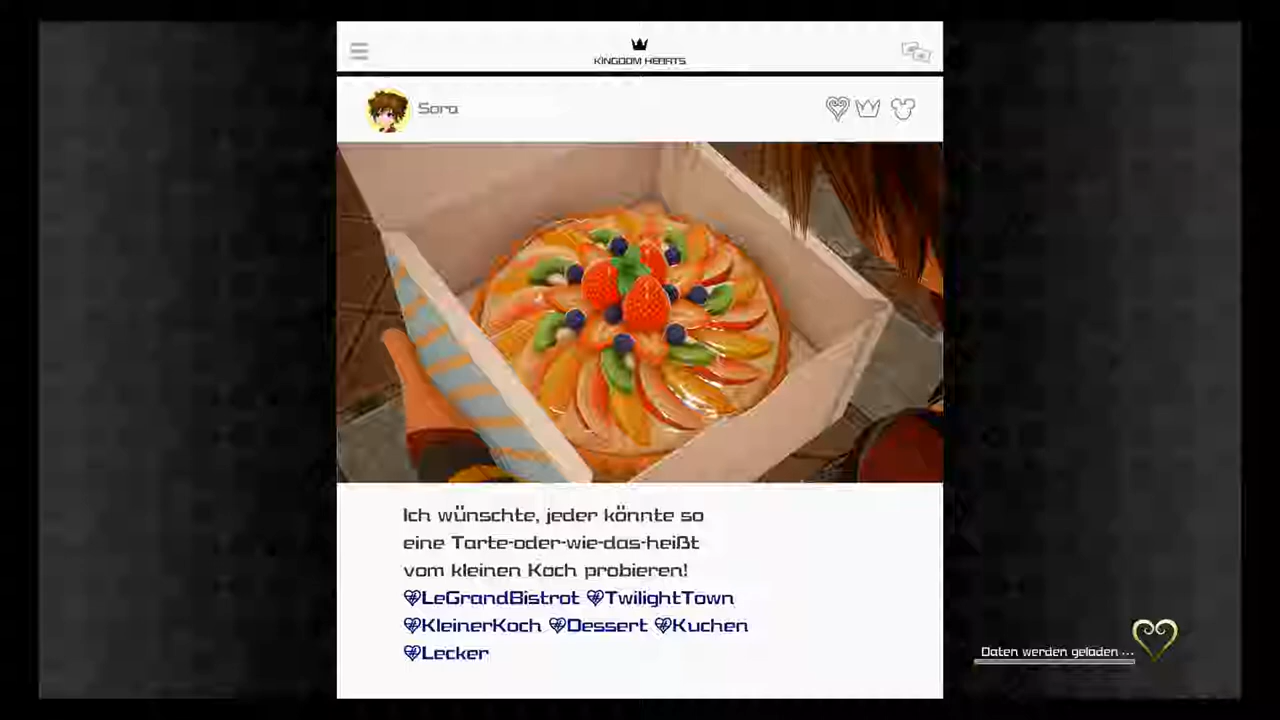 KINGDOM HEARTS
Sora
Ich wünschte, jeder könnte so
eine Tarte-oder-wie-das-heißt
vom kleinen Koch probieren!
LeGrandBistrot TwilightTown
KleinerKoch Dessert Kuchen
Lecker
Daten werden geladen ...